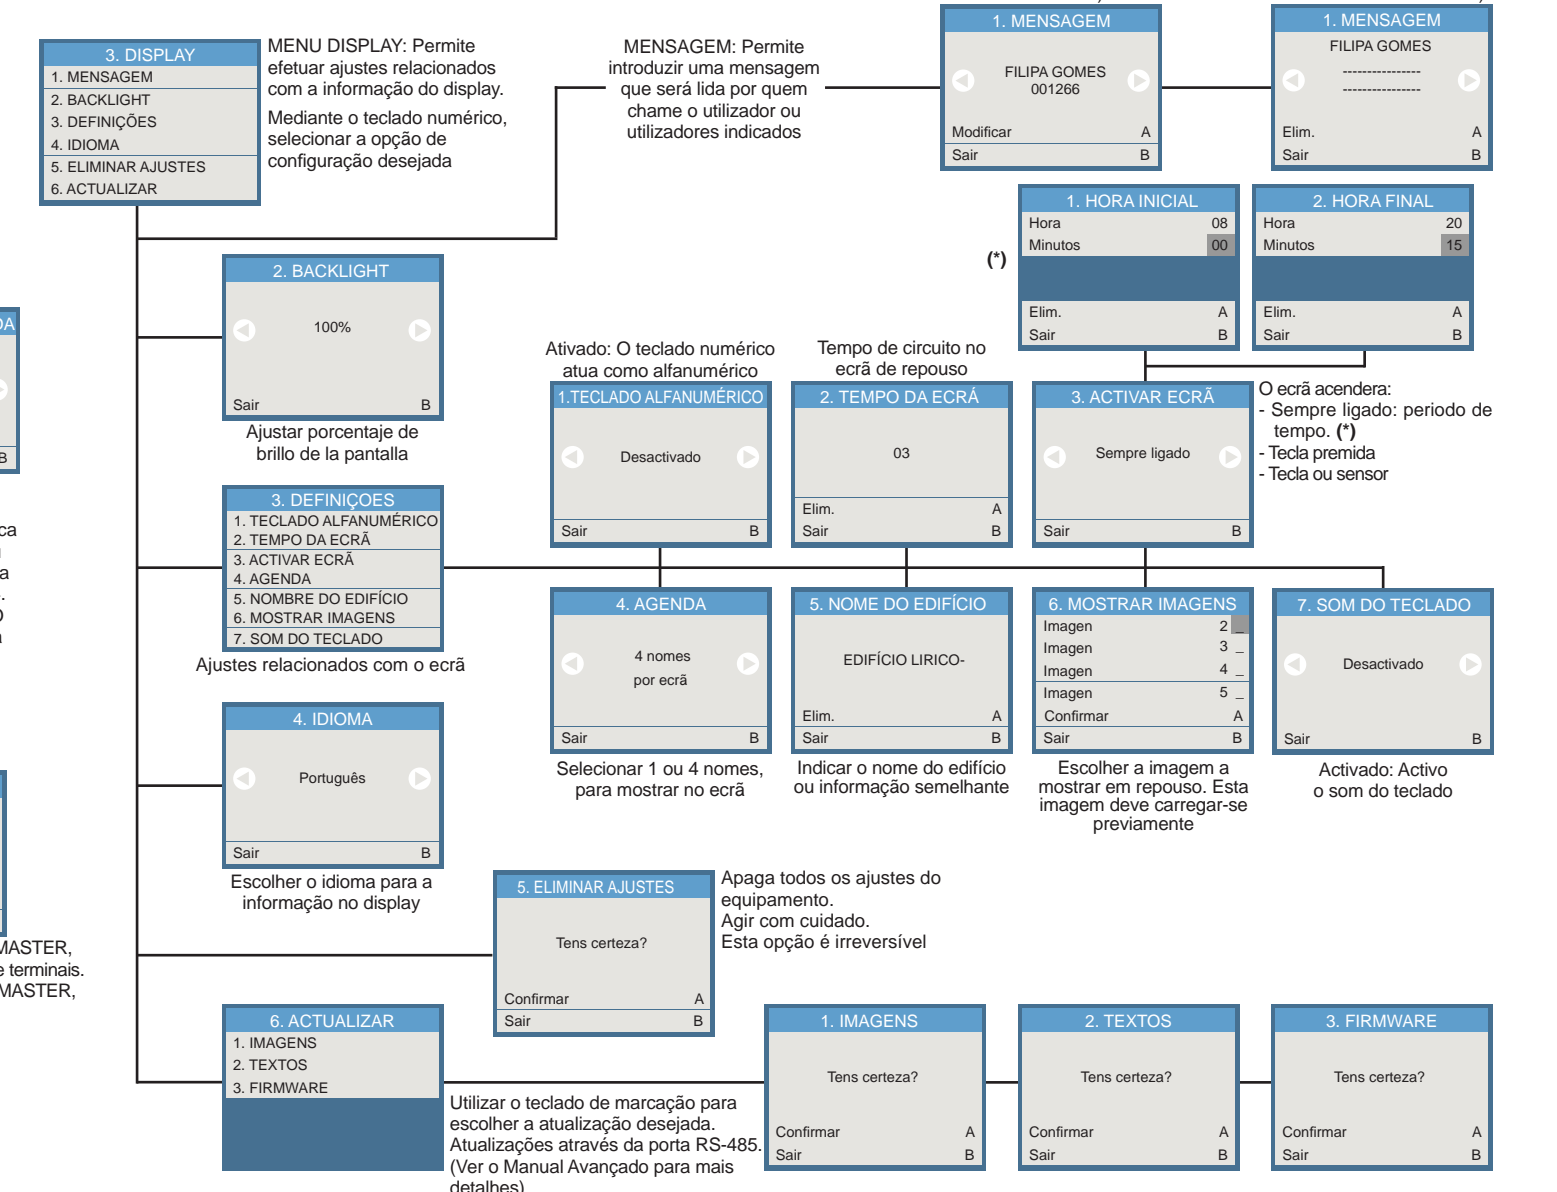 3. DISPLAY
1. MENSAGEM
2. BACKLIGHT
3. DEFINIÇÕES
4. IDIOMA
5. ELIMINAR AJUSTES
6. ACTUALIZAR
MENU DISPLAY: Permite
efetuar ajustes relacionados
com a informação do display.
Mediante o teclado numérico,
selecionar a opção de
configuração desejada
MENSAGEM: Permite
introduzir uma mensagem
que será lida por quem
chame o utilizador ou
utilizadores indicados
1. MENSAGEM
FILIPA GOMES
001266
Modificar A
Sair B
1. MENSAGEM
FILIPA GOMES
----------------
----------------
Elim. A
Sair B
1. HORA INICIAL
Hora 08
Minutos 00
Elim. A
Sair B
2. HORA FINAL
Hora 20
Minutos 15
Elim. A
Sair B
(*)
2. BACKLIGHT
100%
Sair B
Ajustar porcentaje de
brillo de la pantalla
Ativado: O teclado numérico
atua como alfanumérico
1.TECLADO ALFANUMÉRICO
Desactivado
Sair B
Tempo de circuito no
ecrã de repouso
2. TEMPO DA ECRÁ
03
Elim. A
Sair B
3. ACTIVAR ECRÃ
Sempre ligado
Sair B
O ecrã acendera:
- Sempre ligado: periodo de
tempo. (*)
- Tecla premida
- Tecla ou sensor
3. DEFINIÇOES
1. TECLADO ALFANUMÉRICO
2. TEMPO DA ECRÃ
3. ACTIVAR ECRÃ
4. AGENDA
5. NOMBRE DO EDIFÍCIO
6. MOSTRAR IMAGENS
7. SOM DO TECLADO
Ajustes relacionados com o ecrã
4. AGENDA
4 nomes
por ecrã
Sair B
Selecionar 1 ou 4 nomes,
para mostrar no ecrã
5. NOME DO EDIFÍCIO
EDIFÍCIO LIRICO-
Elim. A
Sair B
Indicar o nome do edifício
ou informação semelhante
6. MOSTRAR IMAGENS
Imagen 2 _
Imagen 3 _
Imagen 4 _
Imagen 5 _
Confirmar A
Sair B
Escolher a imagem a
mostrar em repouso. Esta
imagem deve carregar-se
previamente
7. SOM DO TECLADO
Desactivado
Sair B
Activado: Activo
o som do teclado
4. IDIOMA
Português
Sair B
Escolher o idioma para a
informação no display
5. ELIMINAR AJUSTES
Tens certeza?
Confirmar A
Sair B
Apaga todos os ajustes do
equipamento.
Agir com cuidado.
Esta opção é irreversível
MASTER,
e terminais.
MASTER,
6. ACTUALIZAR
1. IMAGENS
2. TEXTOS
3. FIRMWARE
Utilizar o teclado de marcação para
escolher a atualização desejada.
Atualizações através da porta RS-485.
(Ver o Manual Avançado para mais
detalhes)
1. IMAGENS
Tens certeza?
Confirmar A
Sair B
2. TEXTOS
Tens certeza?
Confirmar A
Sair B
3. FIRMWARE
Tens certeza?
Confirmar A
Sair B